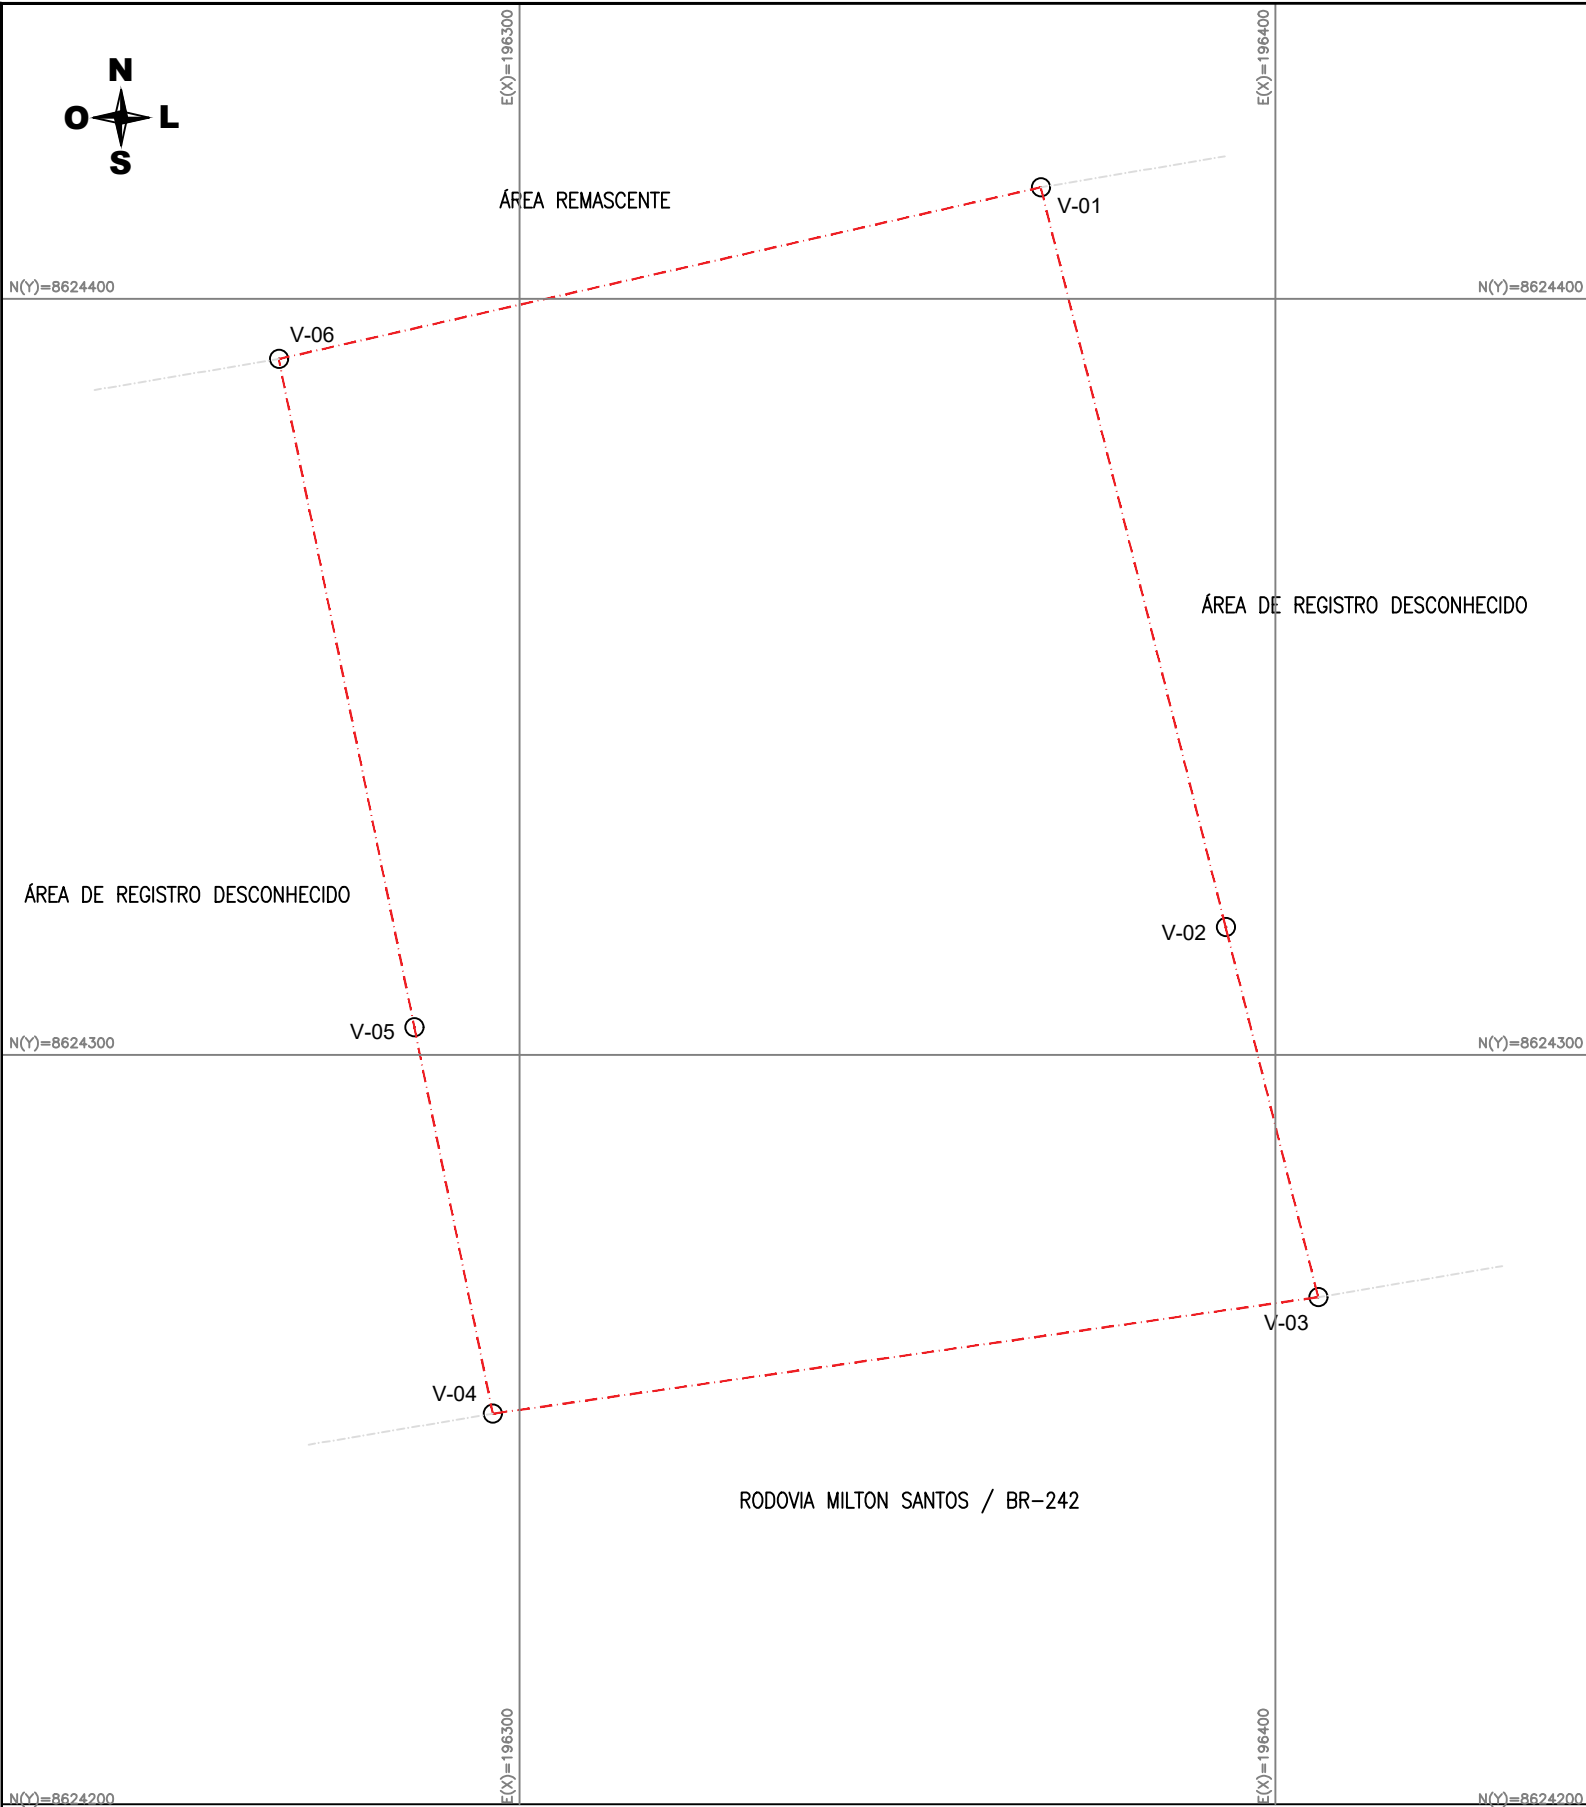 E(X)=196300
E(X)=196400
N
O L
S
ÁREA REMASCENTE
V-01
N(Y)=8624400
N(Y)=8624400
V-06
ÁREA DE REGISTRO DESCONHECIDO
ÁREA DE REGISTRO DESCONHECIDO
V-02
V-05
N(Y)=8624300
N(Y)=8624300
V-03
V-04
RODOVIA MILTON SANTOS / BR-242
E(X)=196300
E(X)=196400
N(Y)=8624200
N(Y)=8624200